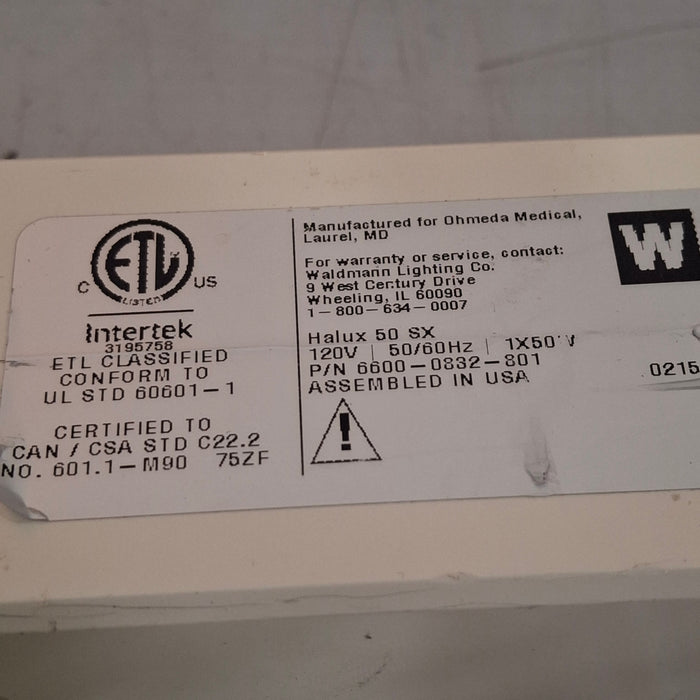 ETL
LISTED
C US
Intertek
3195758
ETL CLASSIFIED
CONFORM TO
UL STD 60601-1
CERTIFIED TO
CAN / CSA STD C22.2
NO. 601.1-M90 75ZF
Manufactured for Ohmeda Medical,
Laurel, MD
For warranty or service, contact:
Waldmann Lighting Co.
9 West Century Drive
Wheeling, IL 60090
1-800-634-0007
Halux 50 SX
120V | 50/60Hz | 1X50
P/N 6600-0832-801
ASSEMBLED IN USA
!
W
0215